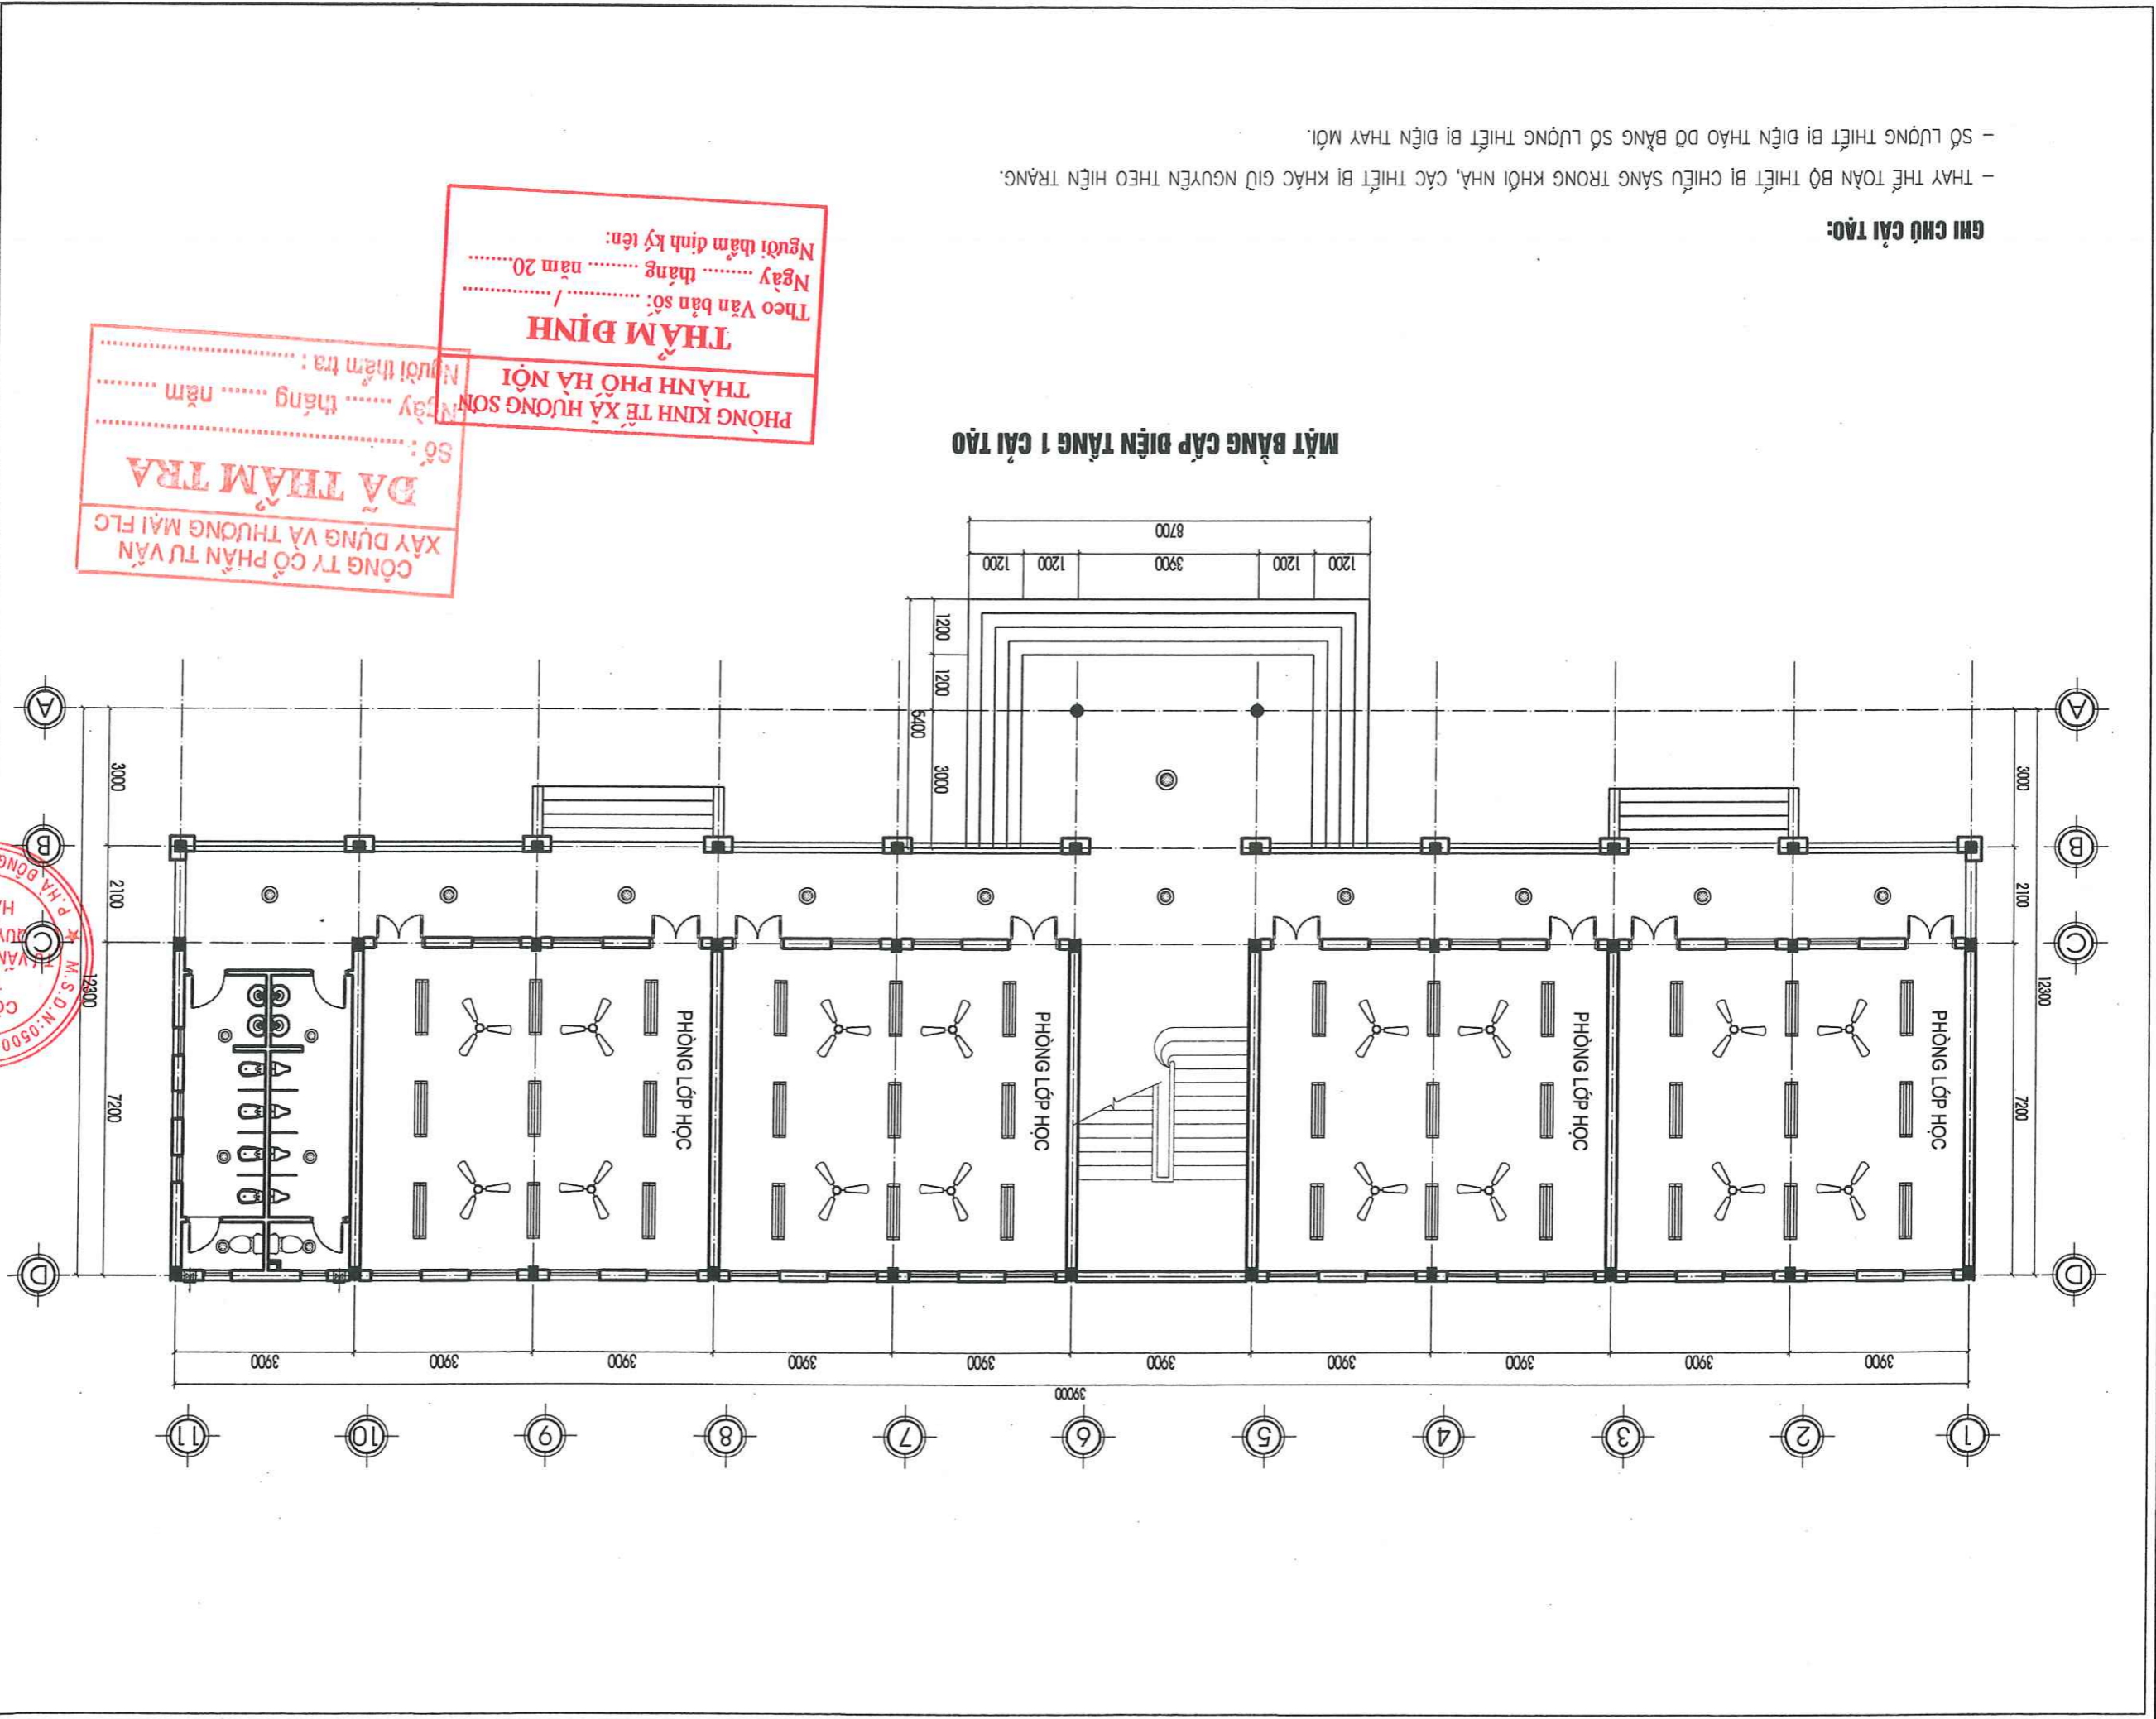 1
2
3
4
5
6
7
8
9
10
11
39000
3900
3900
3900
3900
3900
3900
3900
3900
3900
3900
D
D
C
C
B
B
A
A
7200
2100
3000
12300
7200
2100
3000
12300
PHÒNG LỚP HỌC
PHÒNG LỚP HỌC
PHÒNG LỚP HỌC
PHÒNG LỚP HỌC
3000
1200
1200
5400
1200
1200
3900
1200
1200
8700
MẶT BẰNG CẤP ĐIỆN TẦNG 1 CẢI TẠO
GHI CHÚ CẢI TẠO:
- THAY THẾ TOÀN BỘ THIẾT BỊ CHIẾU SÁNG TRONG KHỐI NHÀ, CÁC THIẾT BỊ KHÁC GIỮ NGUYÊN THEO HIỆN TRẠNG.
- SỐ LƯỢNG THIẾT BỊ ĐIỆN THÁO DỠ BẰNG SỐ LƯỢNG THIẾT BỊ ĐIỆN THAY MỚI.
PHÒNG KINH TẾ XÃ HƯƠNG SƠN
THÀNH PHỐ HÀ NỘI
THẨM ĐỊNH
Theo Văn bản số: ............ / ..............
Ngày ........ tháng ........ năm 20........
Người thẩm định ký tên:
CÔNG TY CỔ PHẦN TƯ VẤN
XÂY DỰNG VÀ THƯƠNG MẠI FLC
ĐÃ THẨM TRA
Số : ..............................................
Ngày ...... tháng ...... năm ..........
Người thẩm tra : .............................
M.S.D.N:0500
TƯ VẤN
P.HÀ ĐÔNG